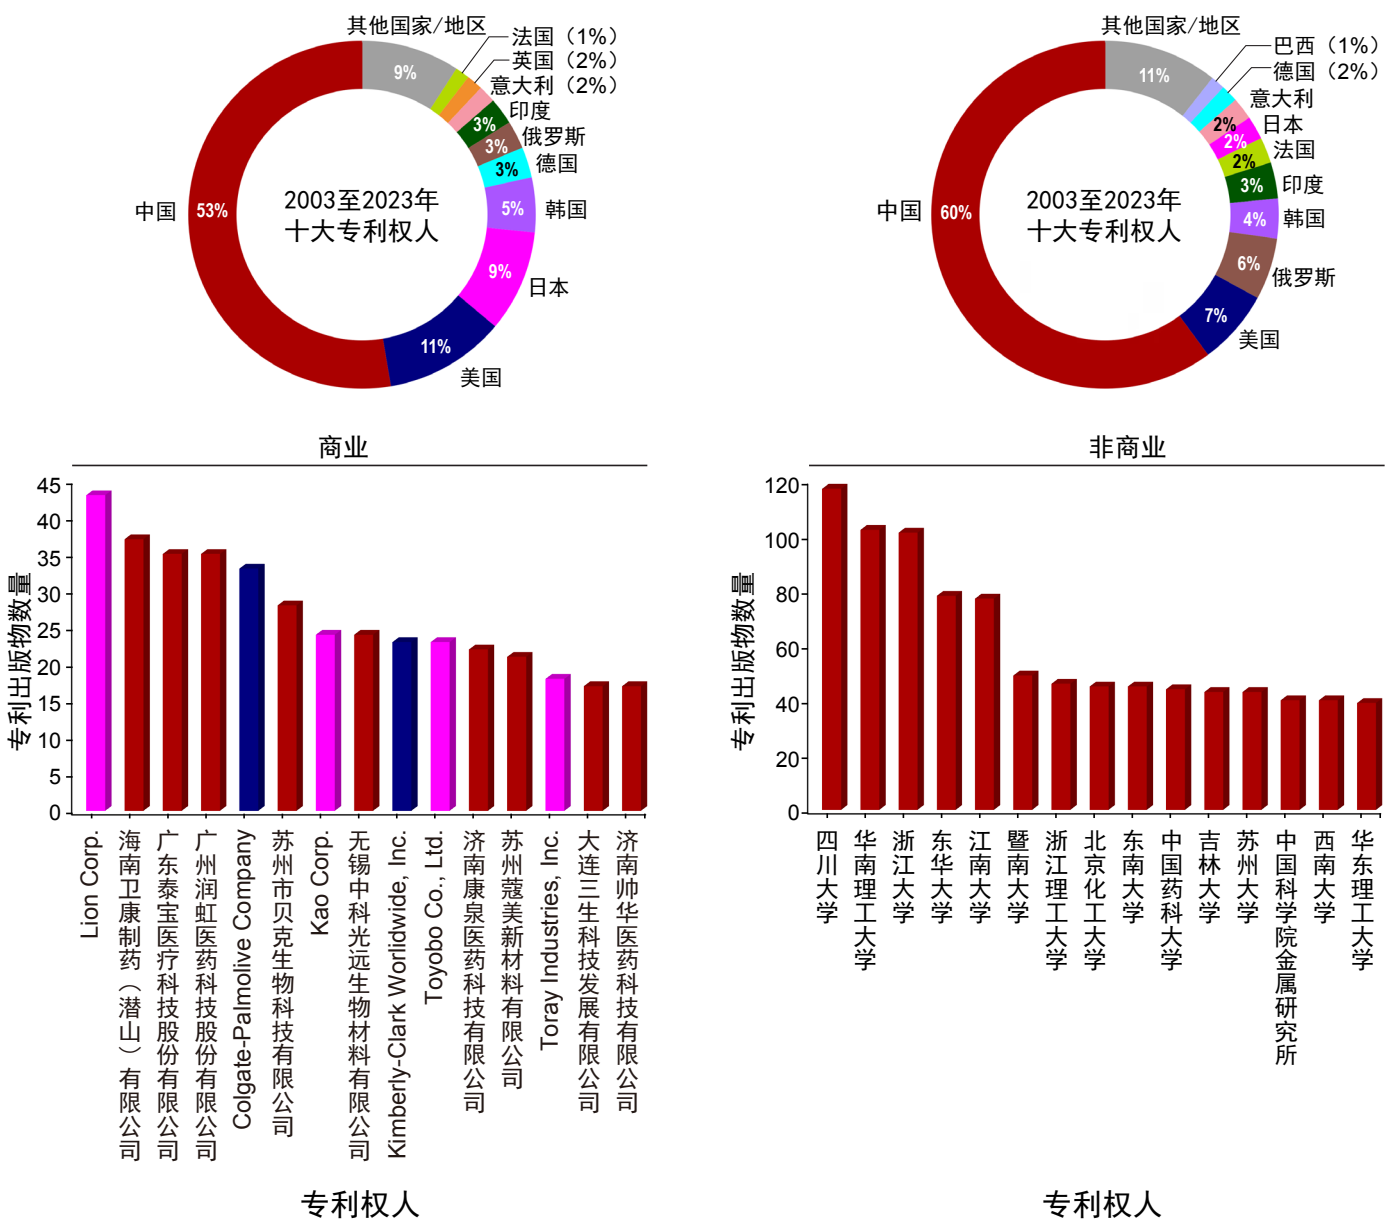 其他国家/地区
法国（1%）
英国（2%）
意大利（2%）
印度
俄罗斯
德国
韩国
日本
美国
中国
9%
3%
3%
3%
5%
9%
11%
53%
2003至2023年
十大专利权人
其他国家/地区
巴西（1%）
德国（2%）
意大利
日本
法国
印度
韩国
俄罗斯
美国
中国
11%
2%
2%
2%
3%
4%
6%
7%
60%
2003至2023年
十大专利权人
商业
专利出版物数量
45
40
35
30
25
20
15
10
5
0
Lion Corp.
海南卫康制药（潜山）有限公司
广东泰宝医疗科技股份有限公司
广州润虹医药科技股份有限公司
Colgate-Palmolive Company
苏州市贝克生物科技有限公司
Kao Corp.
无锡中科光远生物材料有限公司
Kimberly-Clark Worlidwide, Inc.
Toyobo Co., Ltd.
济南康泉医药科技有限公司
苏州蔻美新材料有限公司
Toray Industries, Inc.
大连三生科技发展有限公司
济南帅华医药科技有限公司
专利权人
非商业
专利出版物数量
120
100
80
60
40
20
0
四川大学
华南理工大学
浙江大学
东华大学
江南大学
暨南大学
浙江理工大学
北京化工大学
东南大学
中国药科大学
吉林大学
苏州大学
中国科学院金属研究所
西南大学
华东理工大学
专利权人